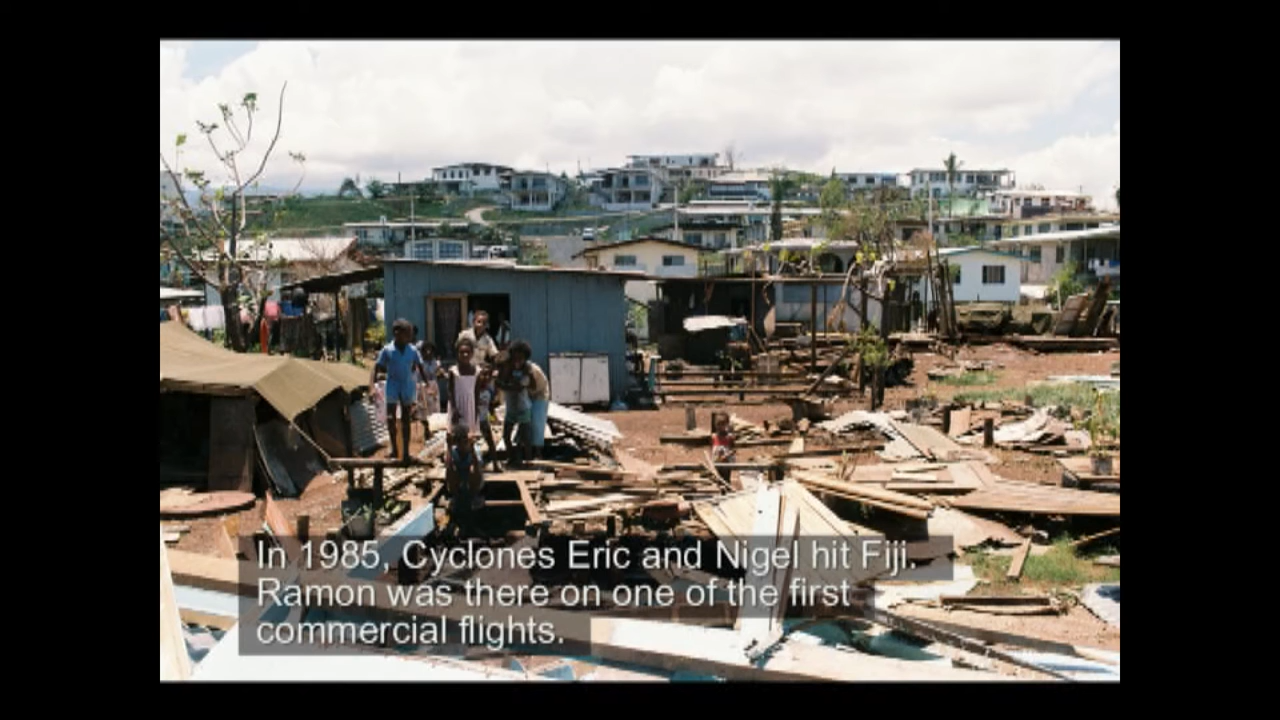 In 1985, Cyclones Eric and Nigel hit Fiji.
Ramon was there on one of the first
commercial flights.